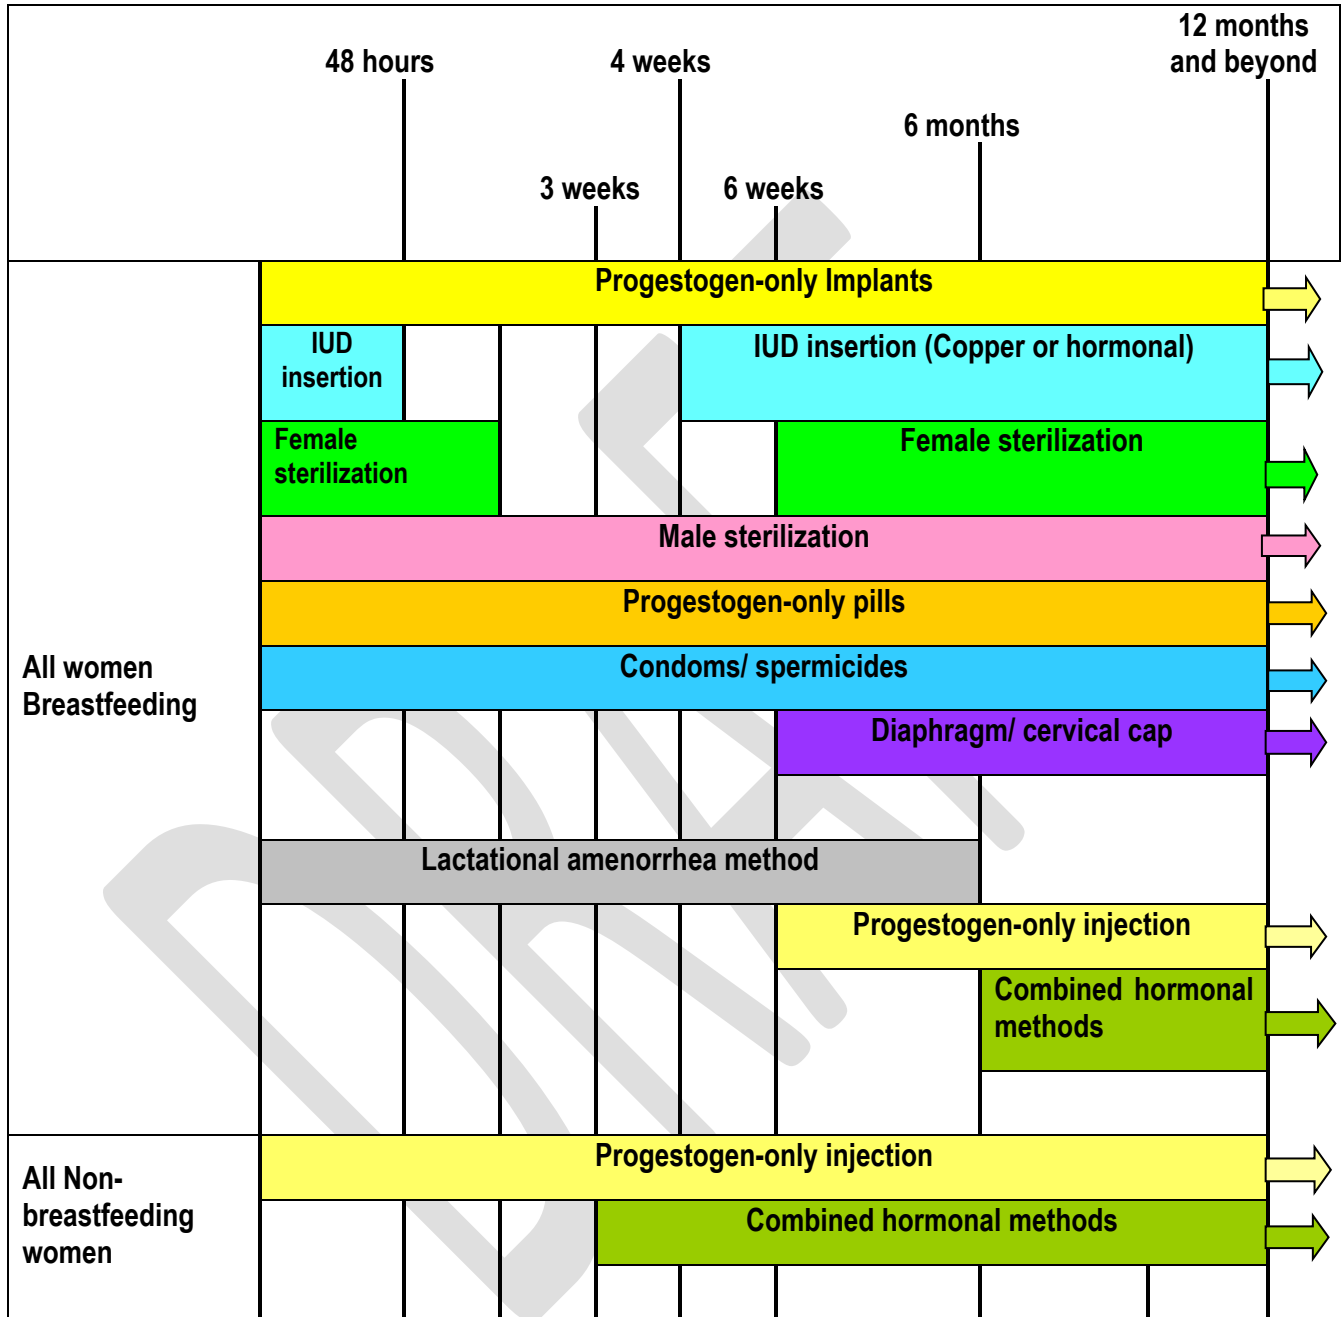 12 months
and beyond
48 hours
4 weeks
6 months
3 weeks
6 weeks
All women
Breastfeeding
Progestogen-only Implants
IUD
insertion
IUD insertion (Copper or hormonal)
Female
sterilization
Female sterilization
Male sterilization
Progestogen-only pills
Condoms/ spermicides
Diaphragm/ cervical cap
Lactational amenorrhea method
Progestogen-only injection
Combined hormonal
methods
All Non-
breastfeeding
women
Progestogen-only injection
Combined hormonal methods
DRAFT